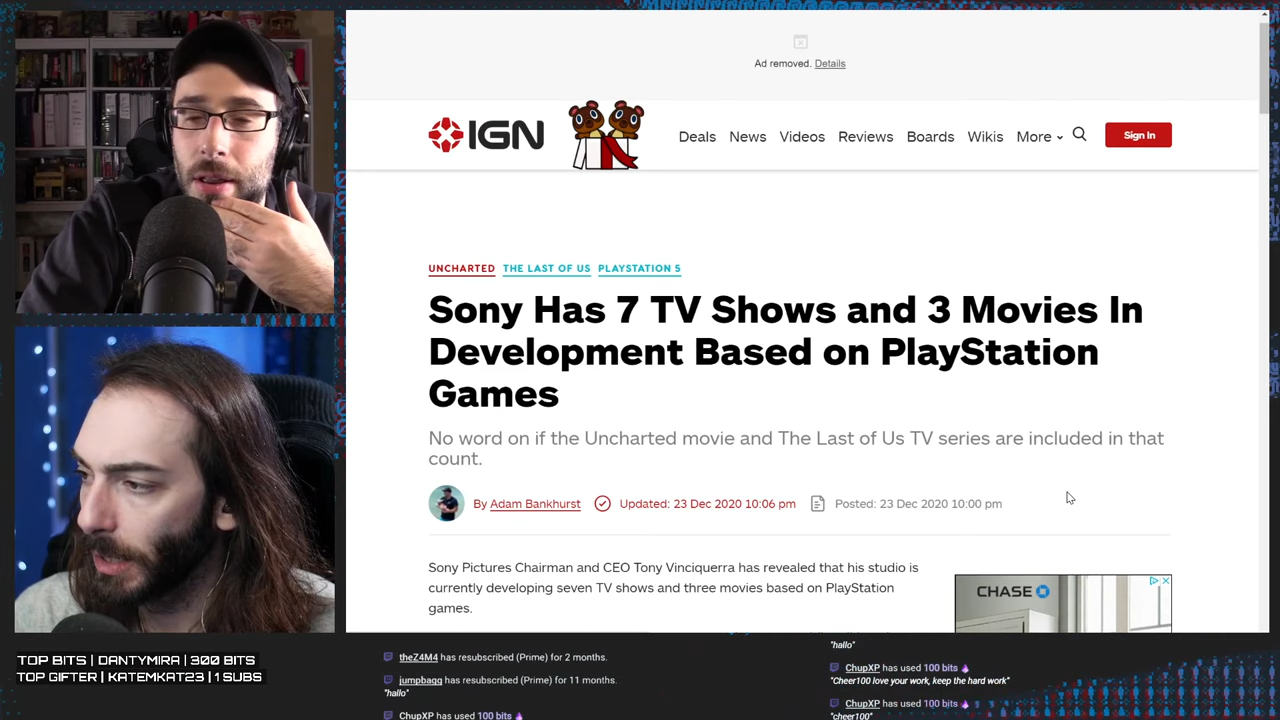 Ad removed. Details
IGN
Deals News Videos Reviews Boards Wikis More
Sign In
UNCHARTED THE LAST OF US PLAYSTATION 5
Sony Has 7 TV Shows and 3 Movies In
Development Based on PlayStation
Games
No word on if the Uncharted movie and The Last of Us TV series are included in that
count.
By Adam Bankhurst Updated: 23 Dec 2020 10:06 pm Posted: 23 Dec 2020 10:00 pm
Sony Pictures Chairman and CEO Tony Vinciquerra has revealed that his studio is
currently developing seven TV shows and three movies based on PlayStation
games.
CHASE
TOP BITS | DANTYMIRA | 300 BITS
TOP GIFTER | KATEMKAT23 | 1 SUBS
theZ4M4 has resubscribed (Prime) for 2 months.
jumpbagg has resubscribed (Prime) for 11 months.
"hallo"
ChupXP has used 100 bits
"hallo"
ChupXP has used 100 bits
"Cheer100 love your work, keep the hard work"
ChupXP has used 100 bits
"cheer100"